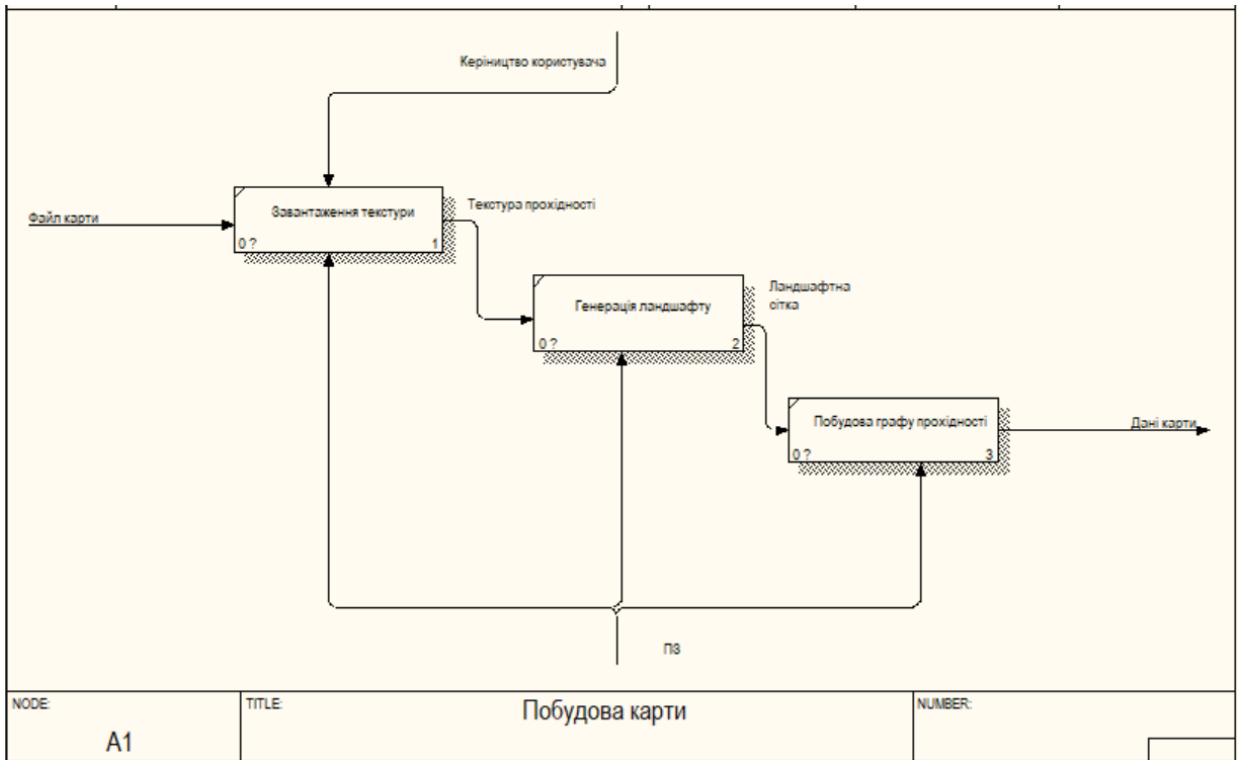 Керіництво користувача
Файл карти
Завантаження текстури
0 ?
1
Текстура прохідності
Генерація ландшафту
0 ?
2
Ландшафтна
сітка
Побудова графу прохідності
0 ?
3
Дані карти
ПЗ
NODE:
A1
TITLE:
Побудова карти
NUMBER: